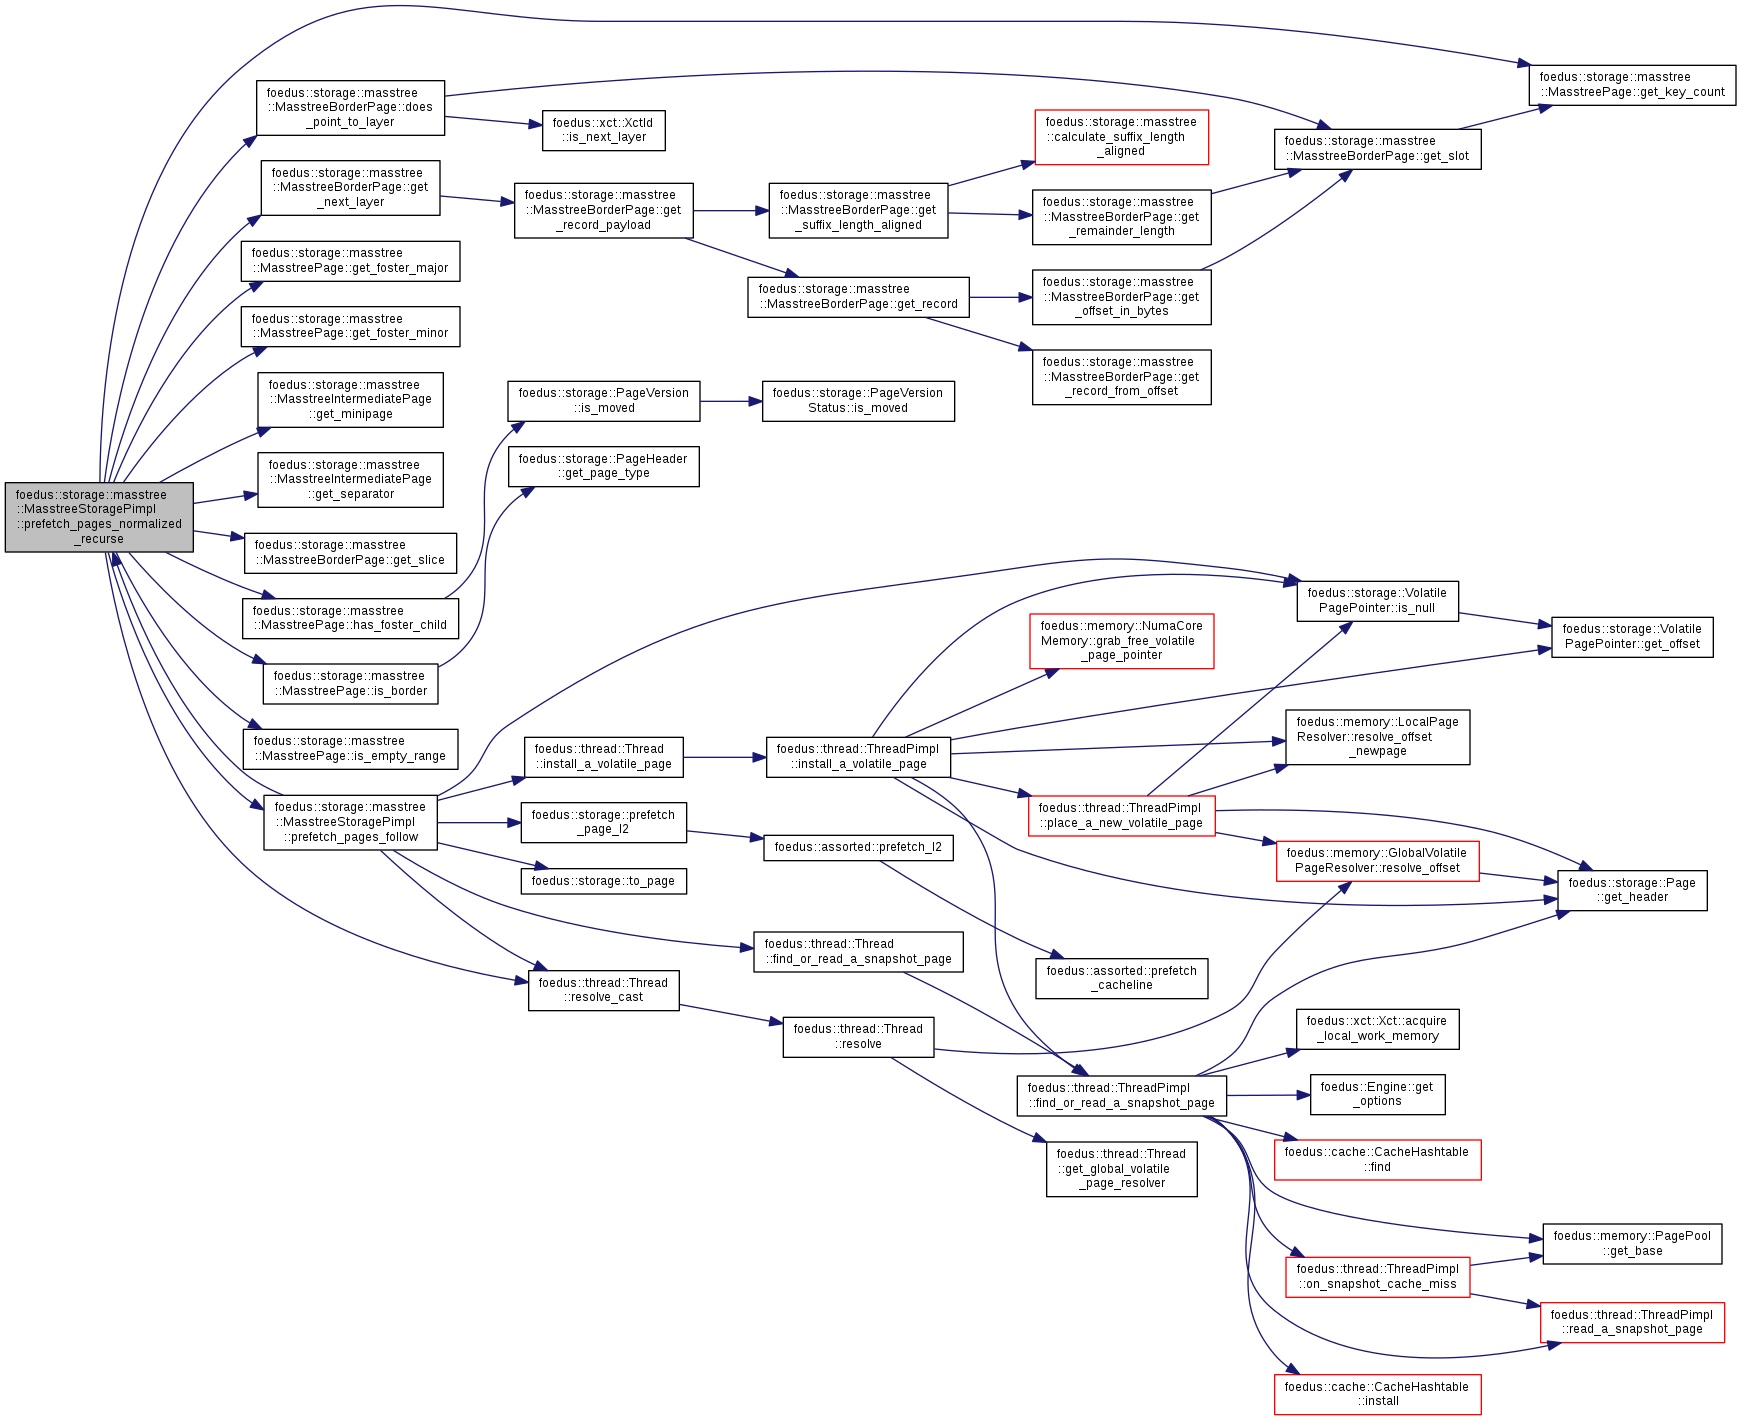 foedus::storage::masstree
::MasstreeStoragePimpl
::prefetch_pages_normalized
_recurse
foedus::storage::masstree
::MasstreeBorderPage::does
_point_to_layer
foedus::storage::masstree
::MasstreeBorderPage::get
_next_layer
foedus::storage::masstree
::MasstreePage::get_foster_major
foedus::storage::masstree
::MasstreePage::get_foster_minor
foedus::storage::masstree
::MasstreeIntermediatePage
::get_minipage
foedus::storage::masstree
::MasstreeIntermediatePage
::get_separator
foedus::storage::masstree
::MasstreeBorderPage::get_slice
foedus::storage::masstree
::MasstreePage::has_foster_child
foedus::storage::masstree
::MasstreePage::is_border
foedus::storage::masstree
::MasstreePage::is_empty_range
foedus::storage::masstree
::MasstreeStoragePimpl
::prefetch_pages_follow
foedus::xct::XctId
::is_next_layer
foedus::storage::masstree
::MasstreeBorderPage::get
_record_payload
foedus::storage::PageVersion
::is_moved
foedus::storage::PageHeader
::get_page_type
foedus::thread::Thread
::install_a_volatile_page
foedus::storage::prefetch
_page_l2
foedus::storage::to_page
foedus::thread::Thread
::resolve_cast
foedus::storage::masstree
::MasstreeBorderPage::get
_suffix_length_aligned
foedus::storage::masstree
::MasstreeBorderPage::get_record
foedus::storage::PageVersion
Status::is_moved
foedus::thread::ThreadPimpl
::install_a_volatile_page
foedus::assorted::prefetch_l2
foedus::thread::Thread
::find_or_read_a_snapshot_page
foedus::thread::Thread
::resolve
foedus::storage::masstree
::calculate_suffix_length
_aligned
foedus::storage::masstree
::MasstreeBorderPage::get
_remainder_length
foedus::storage::masstree
::MasstreeBorderPage::get
_offset_in_bytes
foedus::storage::masstree
::MasstreeBorderPage::get
_record_from_offset
foedus::memory::NumaCore
Memory::grab_free_volatile
_page_pointer
foedus::thread::ThreadPimpl
::place_a_new_volatile_page
foedus::assorted::prefetch
_cacheline
foedus::thread::ThreadPimpl
::find_or_read_a_snapshot_page
foedus::thread::Thread
::get_global_volatile
_page_resolver
foedus::storage::masstree
::MasstreeBorderPage::get_slot
foedus::storage::Volatile
PagePointer::is_null
foedus::memory::LocalPage
Resolver::resolve_offset
_newpage
foedus::memory::GlobalVolatile
PageResolver::resolve_offset
foedus::xct::Xct::acquire
_local_work_memory
foedus::Engine::get
_options
foedus::cache::CacheHashtable
::find
foedus::thread::ThreadPimpl
::on_snapshot_cache_miss
foedus::cache::CacheHashtable
::install
foedus::storage::masstree
::MasstreePage::get_key_count
foedus::storage::Volatile
PagePointer::get_offset
foedus::storage::Page
::get_header
foedus::memory::PagePool
::get_base
foedus::thread::ThreadPimpl
::read_a_snapshot_page